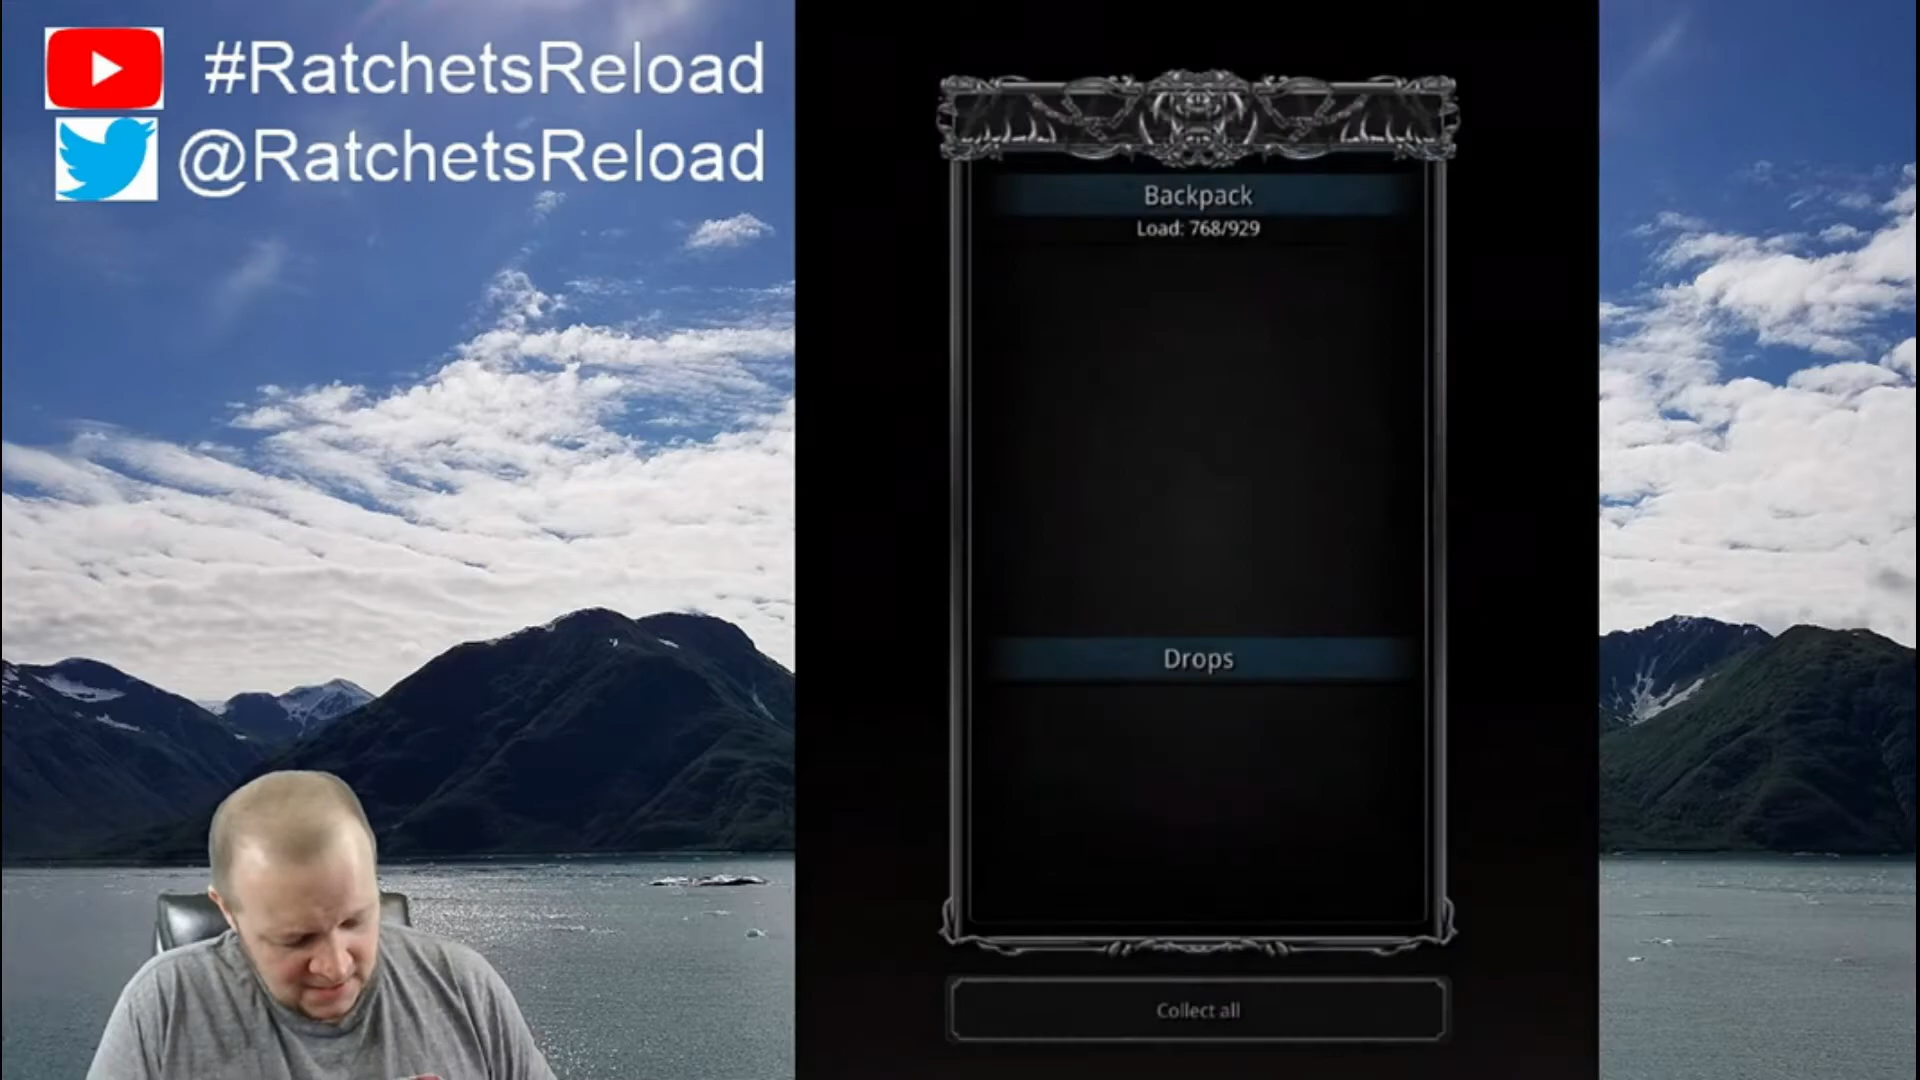 #RatchetsReload
@RatchetsReload
Backpack
Load: 768/929
Drops
Collect all